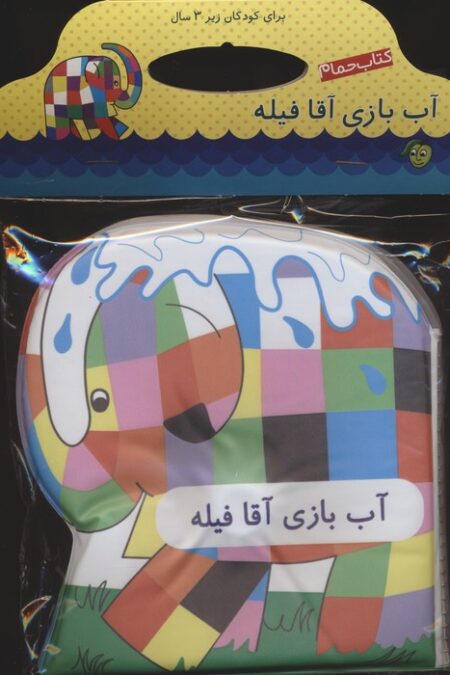 برای کودکان زیر ۳ سال
کتاب حمام
آب بازی آقا فیله
آب بازی آقا فیله